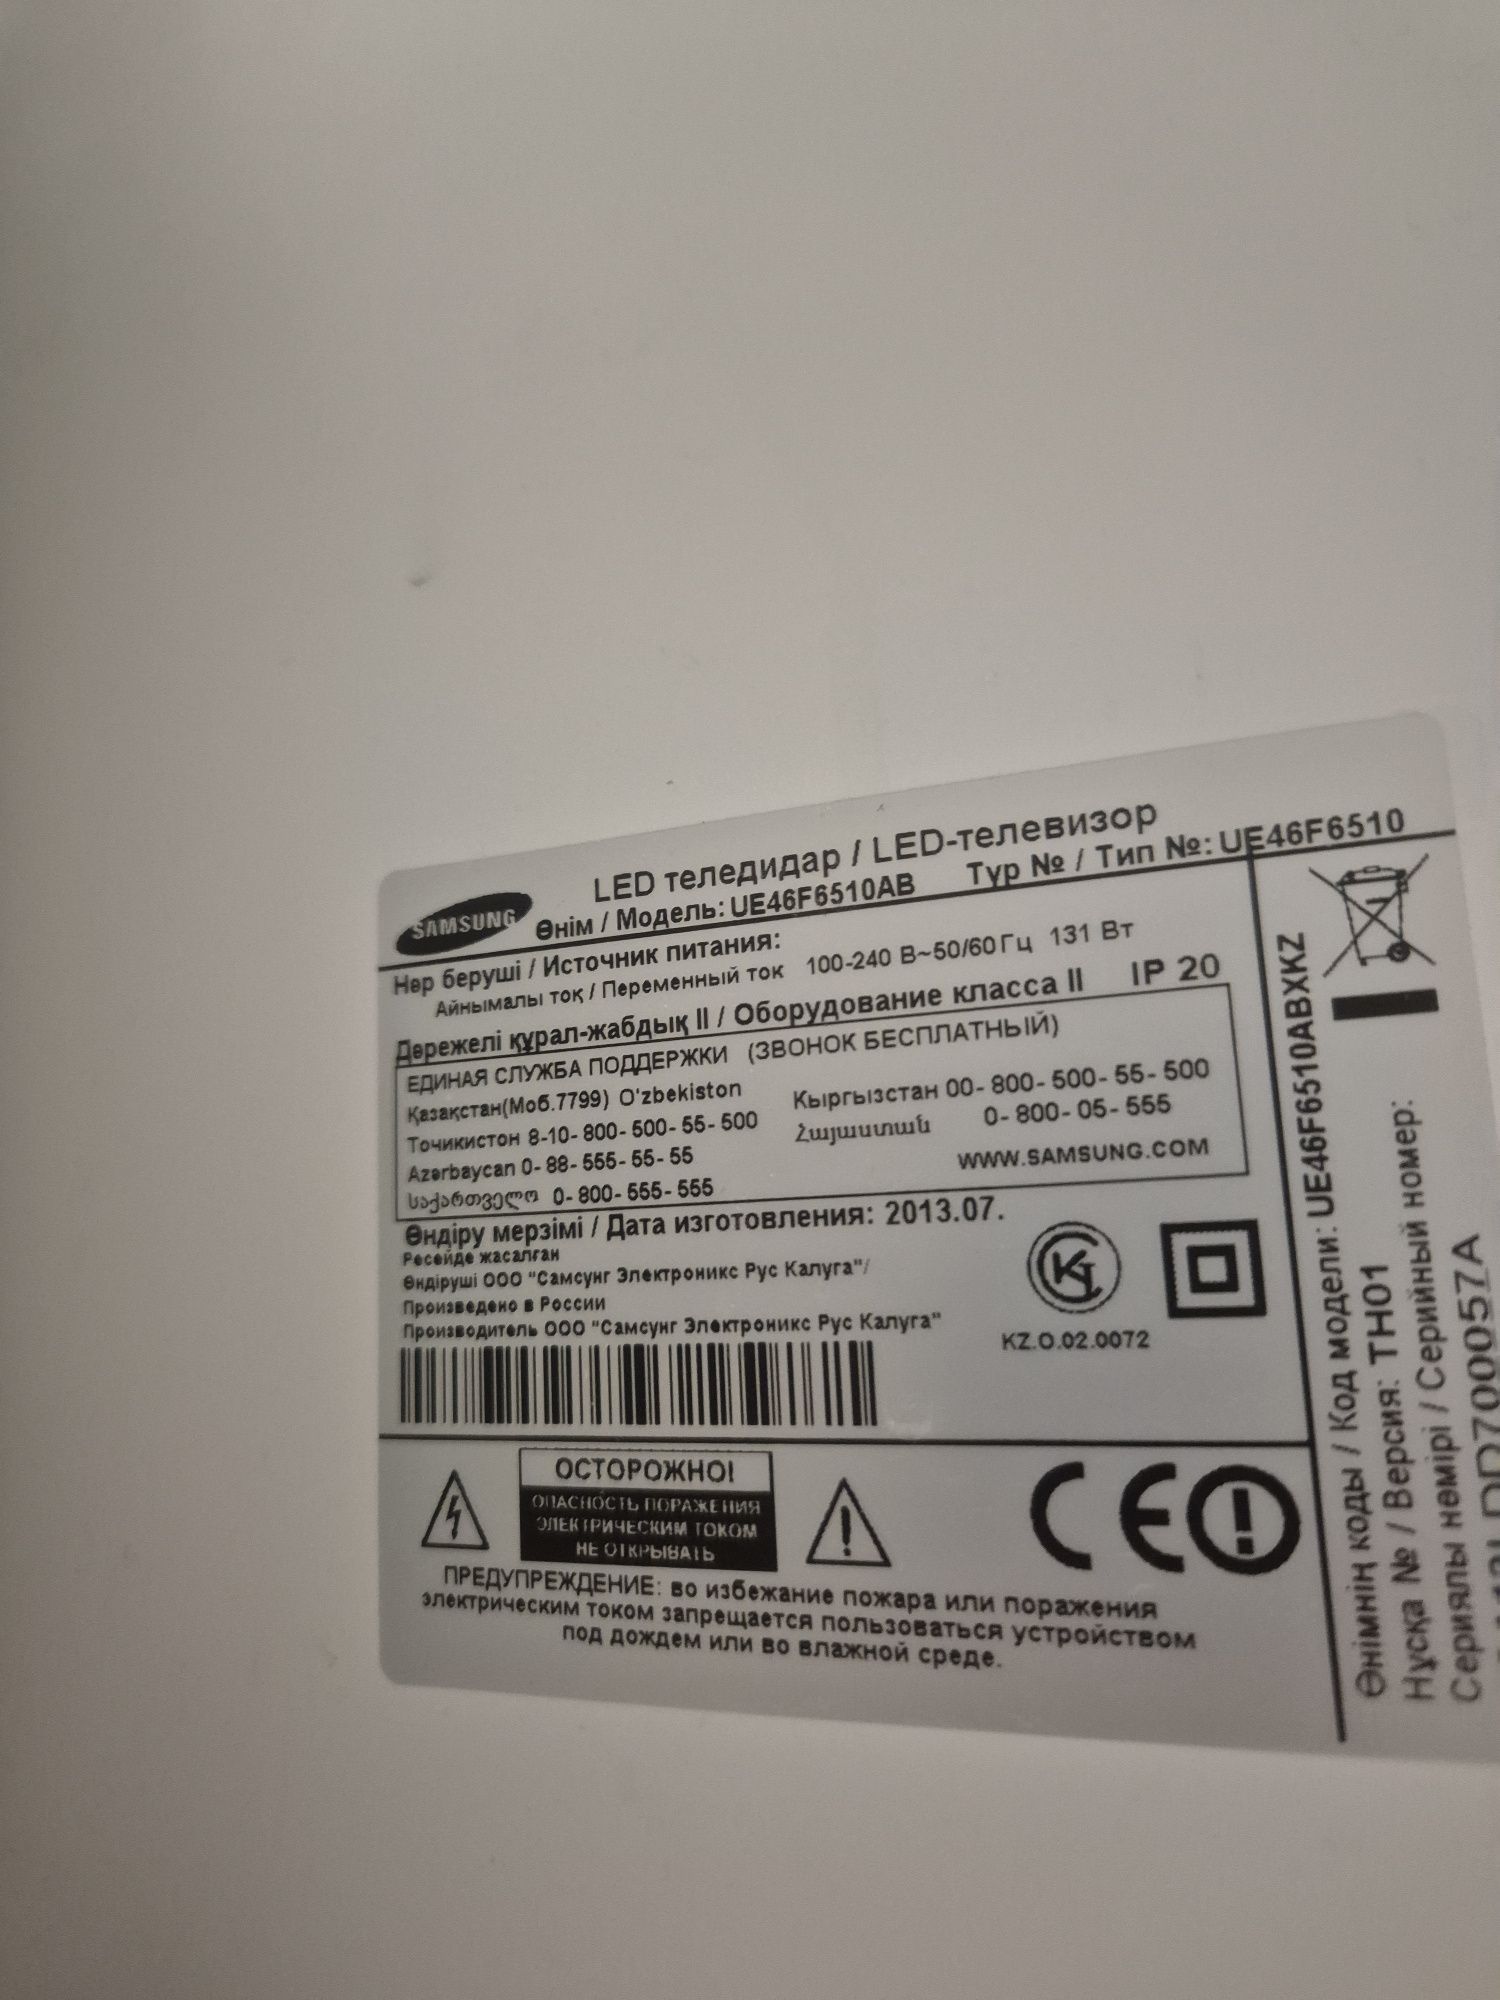 SAMSUNG
LED теледидар / LED-телевизор
Өнім / Модель: UE46F6510AB Түр № / Тип №: UE46F6510
Нәр беруші / Источник питания:
Айнымалы тоқ / Переменный ток 100-240 В~50/60 Гц 131 Вт
Дәрежелі құрал-жабдық II / Оборудование класса II IP 20
ЕДИНАЯ СЛУЖБА ПОДДЕРЖКИ (ЗВОНОК БЕСПЛАТНЫЙ)
Қазақстан(Моб.7799) O'zbekiston
Точикистон 8-10- 800- 500- 55- 500
Azərbaycan 0- 88- 555- 55- 55
საქართველო 0- 800- 555- 555
Кыргызстан 00- 800- 500- 55- 500
Հայաստան 0- 800- 05- 555
WWW.SAMSUNG.COM
Өндіру мерзімі / Дата изготовления: 2013.07.
Ресейде жасалған
Өндіруші ООО "Самсунг Электроникс Рус Калуга"/
Произведено в России
Производитель ООО "Самсунг Электроникс Рус Калуга"
KZ.O.02.0072
ОСТОРОЖНО!
ОПАСНОСТЬ ПОРАЖЕНИЯ
ЭЛЕКТРИЧЕСКИМ ТОКОМ
НЕ ОТКРЫВАТЬ
CE
ПРЕДУПРЕЖДЕНИЕ: во избежание пожара или поражения
электрическим током запрещается пользоваться устройством
под дождем или во влажной среде.
Өнімнің коды / Код модели: UE46F6510ABXKZ
Нұсқа № / Версия: TH01
Сериялы нөмірі / Серийный номер: